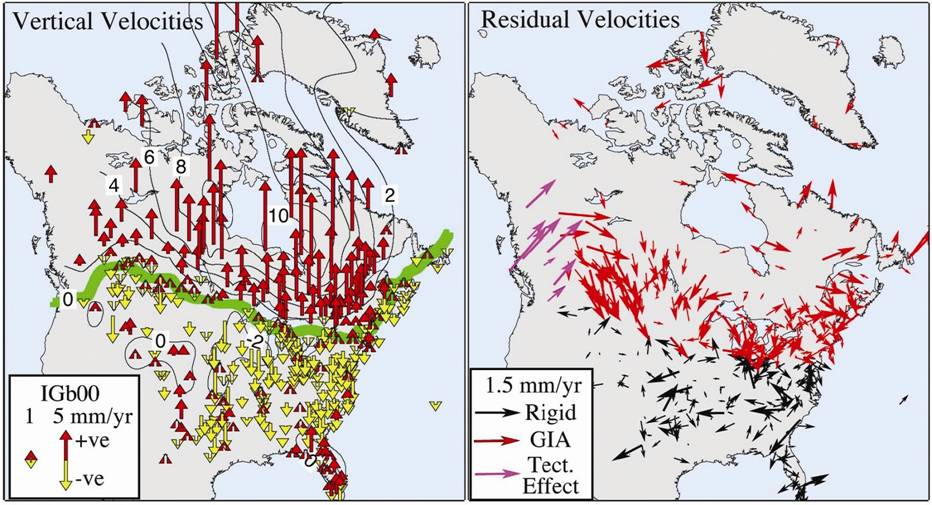 Vertical Velocities
6
8
4
2
10
0
0
-2
0
IGb00
1 5 mm/yr
+ve
-ve
Residual Velocities
1.5 mm/yr
Rigid
GIA
Tect.
Effect